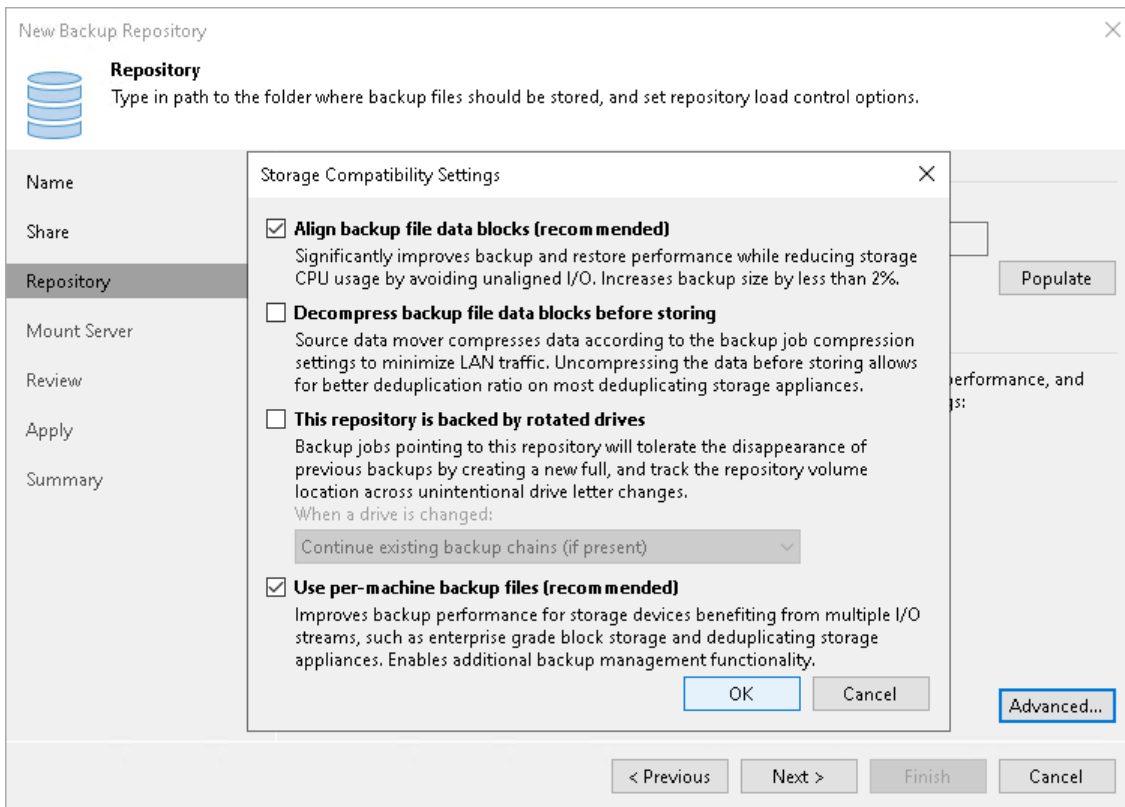 New Backup Repository
Repository
Type in path to the folder where backup files should be stored, and set repository load control options.
Name
Share
Repository
Mount Server
Review
Apply
Summary
Storage Compatibility Settings
Align backup file data blocks (recommended)
Significantly improves backup and restore performance while reducing storage
CPU usage by avoiding unaligned I/O. Increases backup size by less than 2%.
Decompress backup file data blocks before storing
Source data mover compresses data according to the backup job compression
settings to minimize LAN traffic. Uncompressing the data before storing allows
for better deduplication ratio on most deduplicating storage appliances.
This repository is backed by rotated drives
Backup jobs pointing to this repository will tolerate the disappearance of
previous backups by creating a new full, and track the repository volume
location across unintentional drive letter changes.
When a drive is changed:
Continue existing backup chains (if present)
Use per-machine backup files (recommended)
Improves backup performance for storage devices benefiting from multiple I/O
streams, such as enterprise grade block storage and deduplicating storage
appliances. Enables additional backup management functionality.
OK
Cancel
Populate
performance, and
Advanced...
< Previous
Next >
Finish
Cancel